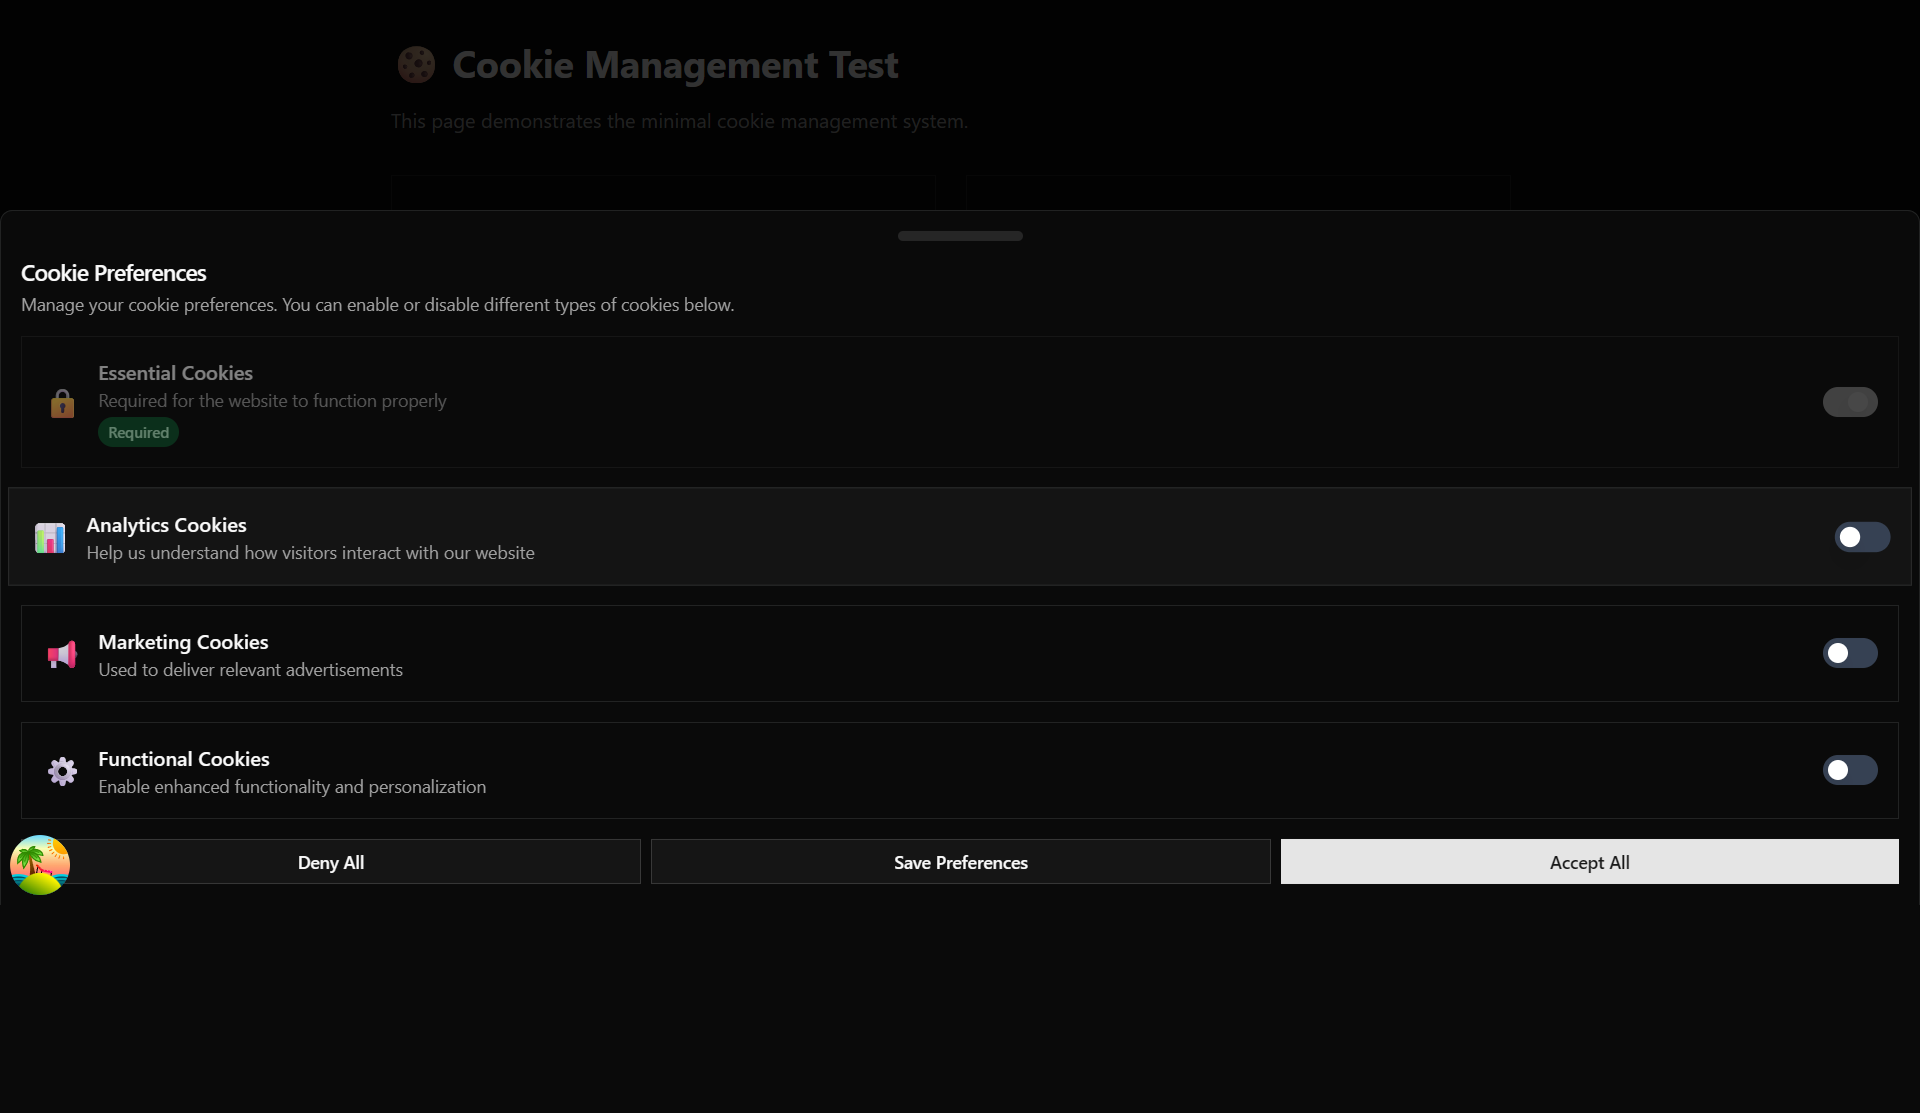 Cookie Management Test
This page demonstrates the minimal cookie management system.
Cookie Preferences
Manage your cookie preferences. You can enable or disable different types of cookies below.
Essential Cookies
Required for the website to function properly
Required
Analytics Cookies
Help us understand how visitors interact with our website
Marketing Cookies
Used to deliver relevant advertisements
Functional Cookies
Enable enhanced functionality and personalization
Deny All
Save Preferences
Accept All